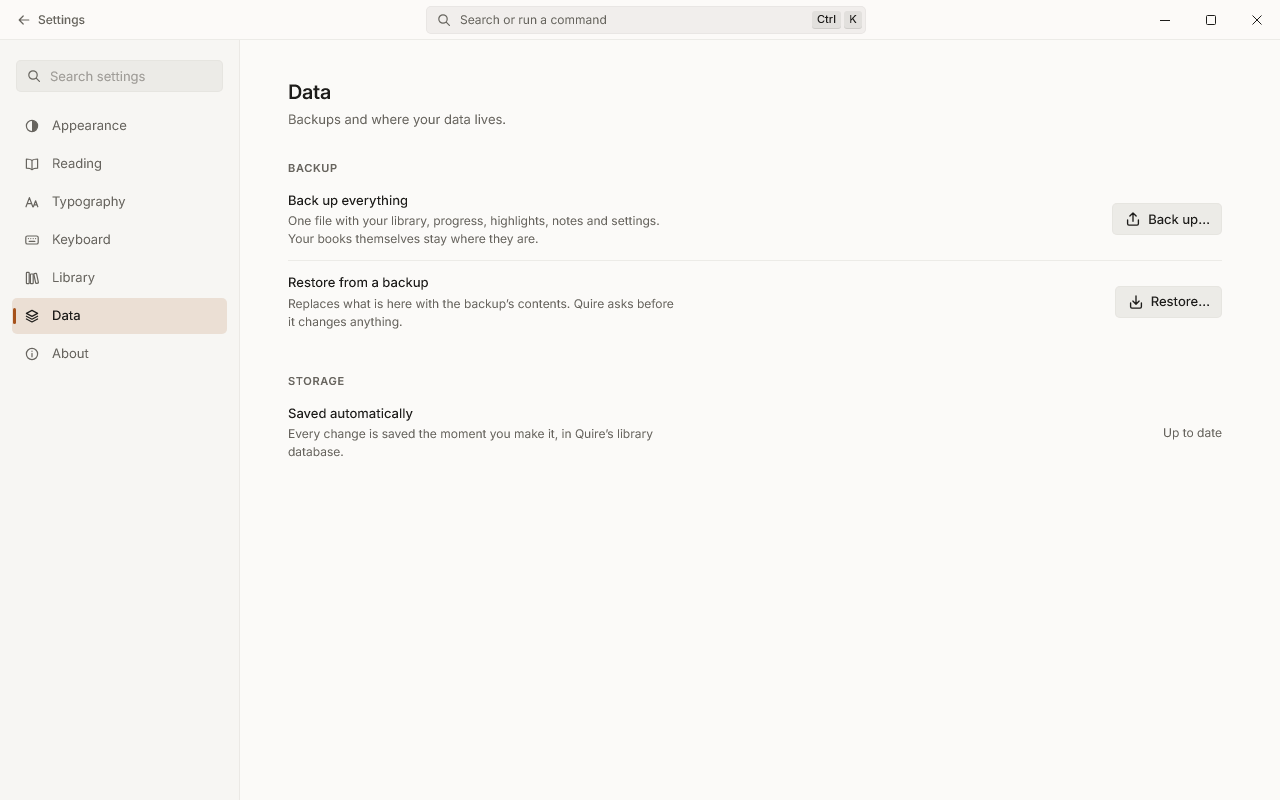 Settings
Search or run a command
Ctrl K
Search settings
Appearance
Reading
Typography
Keyboard
Library
Data
About
Data
Backups and where your data lives.
BACKUP
Back up everything
One file with your library, progress, highlights, notes and settings.
Your books themselves stay where they are.
Back up...
Restore from a backup
Replaces what is here with the backup’s contents. Quire asks before
it changes anything.
Restore...
STORAGE
Saved automatically
Every change is saved the moment you make it, in Quire’s library
database.
Up to date